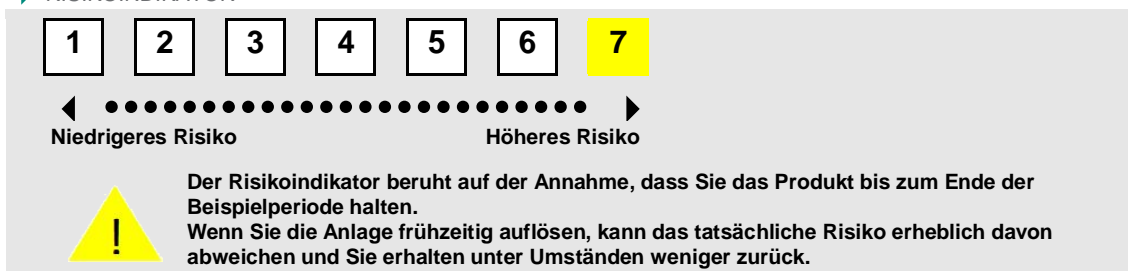 RISIKOINDIKATOR
1 2 3 4 5 6 7
Niedrigeres Risiko Höheres Risiko
Der Risikoindikator beruht auf der Annahme, dass Sie das Produkt bis zum Ende der
Beispielperiode halten.
! Wenn Sie die Anlage frühzeitig auflösen, kann das tatsächliche Risiko erheblich davon
abweichen und Sie erhalten unter Umständen weniger zurück.